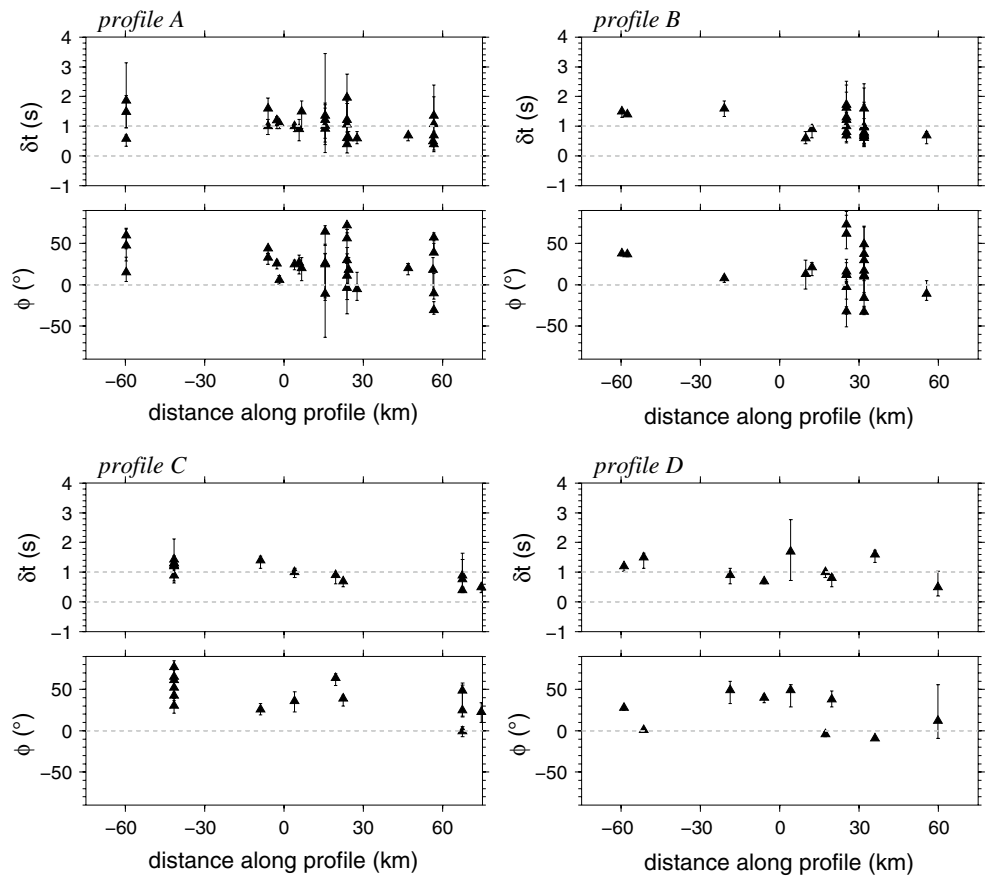 profile A
profile B
4
3
2
1
0
−1
δt (s)
4
3
2
1
0
−1
δt (s)
50
0
−50
ϕ (°)
50
0
−50
ϕ (°)
−60 −30 0 30 60
−60 −30 0 30 60
distance along profile (km)
distance along profile (km)
profile C
profile D
4
3
2
1
0
−1
δt (s)
4
3
2
1
0
−1
δt (s)
50
0
−50
ϕ (°)
50
0
−50
ϕ (°)
−60 −30 0 30 60
−60 −30 0 30 60
distance along profile (km)
distance along profile (km)